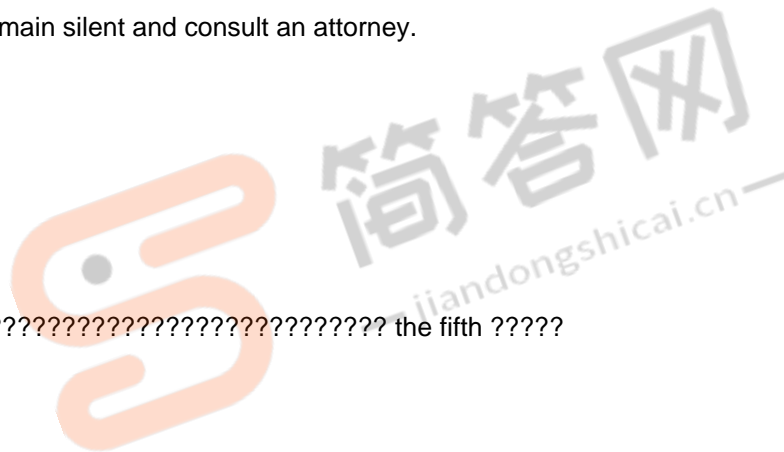 main silent and consult an attorney.
简答网
jiandongshicai.cn
??????????????????????????? the fifth ?????